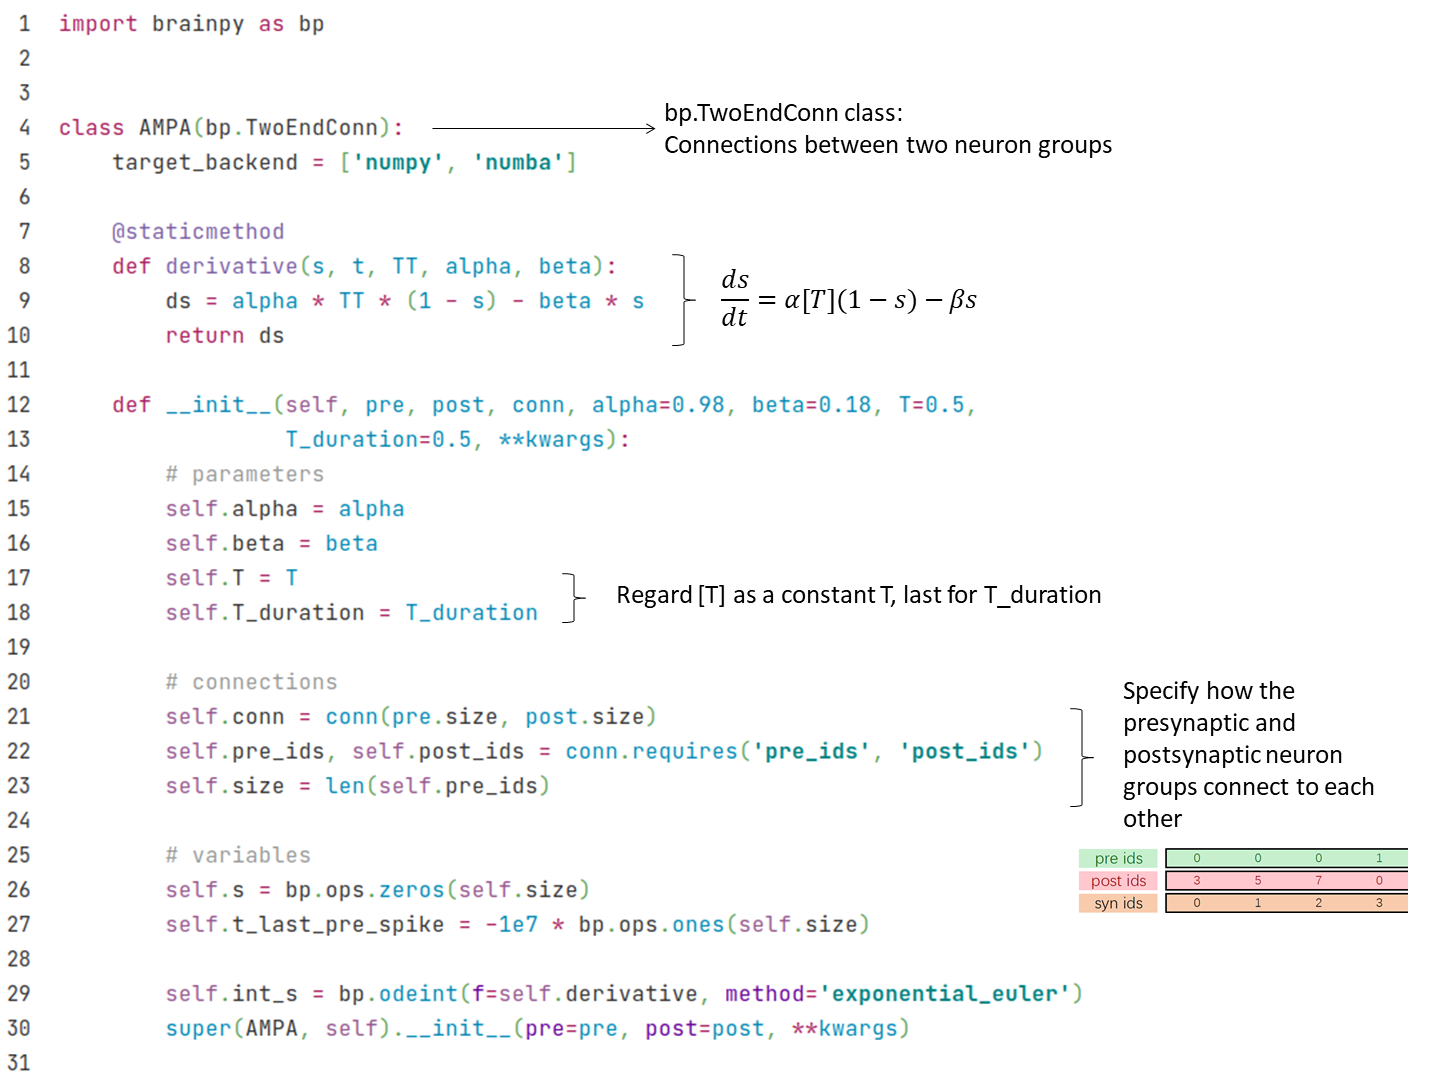 1 import brainpy as bp
2
3
4 class AMPA(bp.TwoEndConn):
bp.TwoEndConn class:
Connections between two neuron groups
5 target_backend = ['numpy', 'numba']
6
7 @staticmethod
8 def derivative(s, t, TT, alpha, beta):
9 ds = alpha * TT * (1 - s) - beta * s
10 return ds
ds/dt = α[T](1 − s) − βs
11
12 def __init__(self, pre, post, conn, alpha=0.98, beta=0.18, T=0.5,
13 T_duration=0.5, **kwargs):
14 # parameters
15 self.alpha = alpha
16 self.beta = beta
17 self.T = T
18 self.T_duration = T_duration
Regard [T] as a constant T, last for T_duration
19
20 # connections
21 self.conn = conn(pre.size, post.size)
22 self.pre_ids, self.post_ids = conn.requires('pre_ids', 'post_ids')
23 self.size = len(self.pre_ids)
Specify how the
presynaptic and
postsynaptic neuron
groups connect to each
other
24
pre ids 0 0 0 1
post ids 3 5 7 0
syn ids 0 1 2 3
25 # variables
26 self.s = bp.ops.zeros(self.size)
27 self.t_last_pre_spike = -1e7 * bp.ops.ones(self.size)
28
29 self.int_s = bp.odeint(f=self.derivative, method='exponential_euler')
30 super(AMPA, self).__init__(pre=pre, post=post, **kwargs)
31